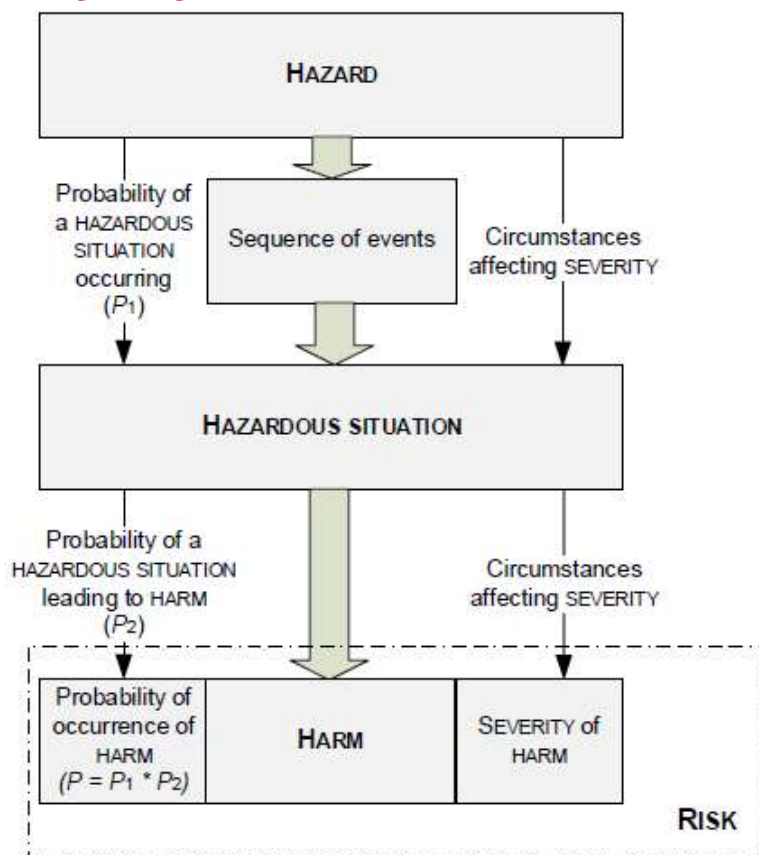 HAZARD
Probability of
a HAZARDOUS
SITUATION
occurring
(P1)
Sequence of events
Circumstances
affecting SEVERITY
HAZARDOUS SITUATION
Probability of a
HAZARDOUS SITUATION
leading to HARM
(P2)
Circumstances
affecting SEVERITY
Probability of
occurrence of
HARM
(P = P1 * P2)
HARM
SEVERITY of
HARM
RISK